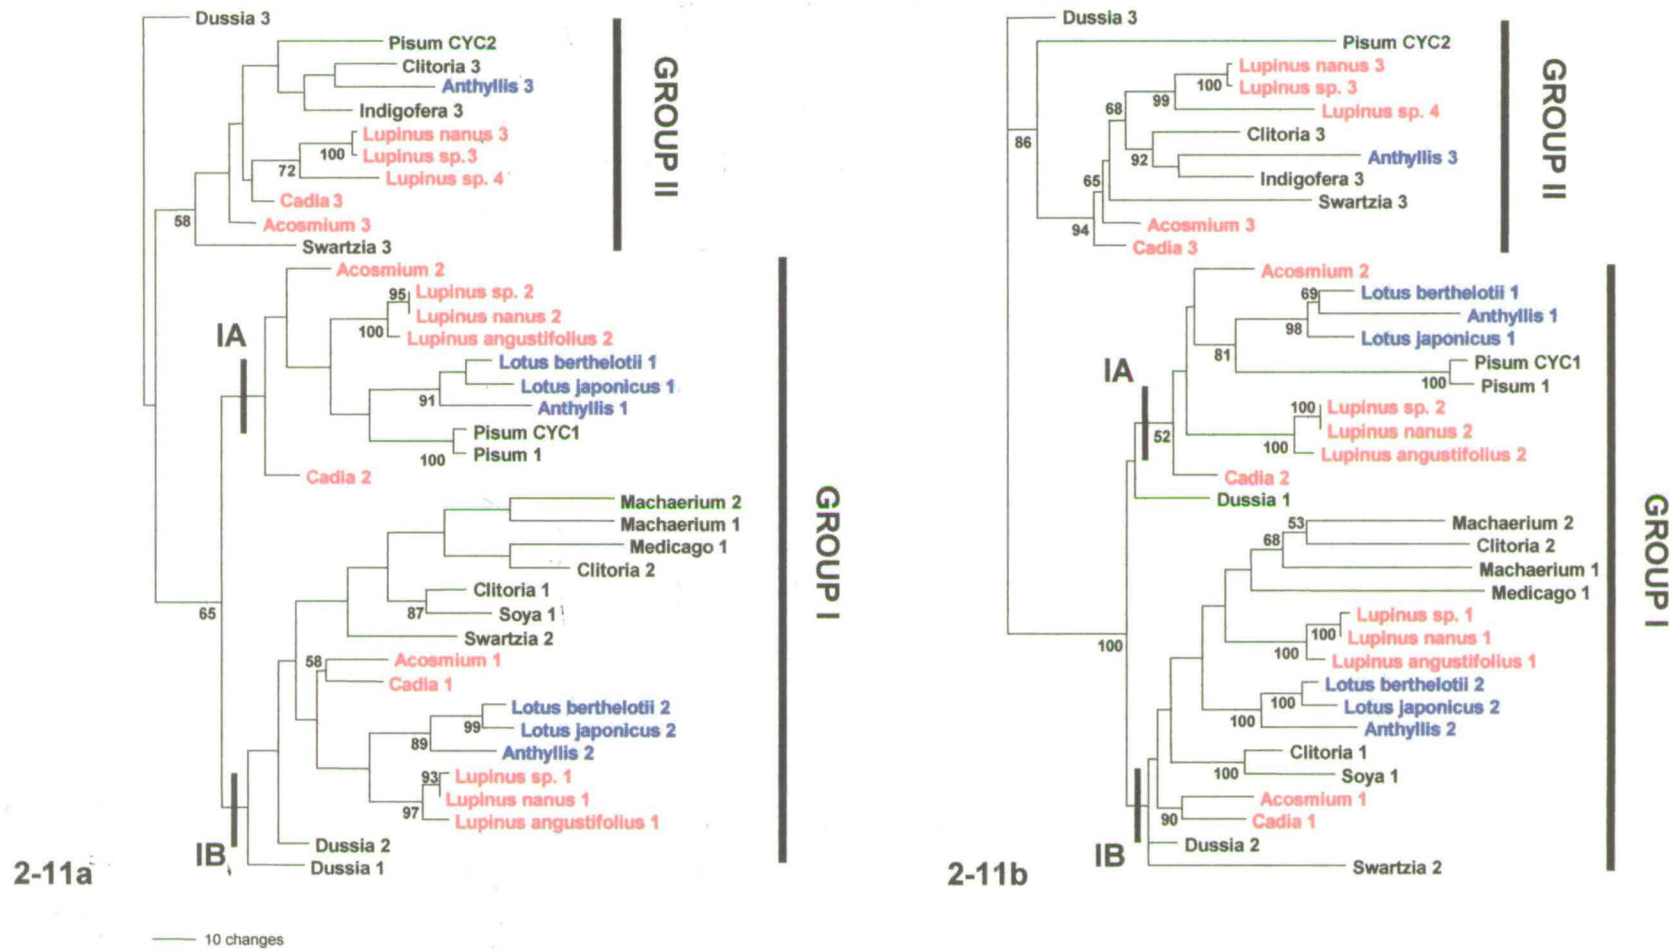 Dussia 3
Pisum CYC2
Clitoria 3
Anthyllis 3
Indigofera 3
Lupinus nanus 3
100
Lupinus sp.3
72
Lupinus sp. 4
Cadia 3
58
Acosmium 3
Swartzia 3
GROUP II
Acosmium 2
95
Lupinus sp. 2
Lupinus nanus 2
100
Lupinus angustifolius 2
IA
Lotus berthelotii 1
Lotus japonicus 1
91
Anthyllis 1
Pisum CYC1
100
Pisum 1
Cadia 2
Machaerium 2
Machaerium 1
Medicago 1
Clitoria 2
Clitoria 1
87
Soya 1
65
Swartzia 2
58
Acosmium 1
Cadia 1
Lotus berthelotii 2
99
Lotus japonicus 2
89
Anthyllis 2
93
Lupinus sp. 1
Lupinus nanus 1
97
Lupinus angustifolius 1
Dussia 2
IB
Dussia 1
GROUP I
2-11a
10 changes
Dussia 3
Pisum CYC2
Lupinus nanus 3
100
Lupinus sp. 3
99
68
Lupinus sp. 4
Clitoria 3
86
92
Anthyllis 3
Indigofera 3
65
Swartzia 3
94
Acosmium 3
Cadia 3
GROUP II
Acosmium 2
69
Lotus berthelotii 1
Anthyllis 1
98
Lotus japonicus 1
81
Pisum CYC1
100
Pisum 1
IA
100
Lupinus sp. 2
52
Lupinus nanus 2
100
Lupinus angustifolius 2
Cadia 2
Dussia 1
53
Machaerium 2
68
Clitoria 2
Machaerium 1
Medicago 1
Lupinus sp. 1
100
Lupinus nanus 1
100
100
Lupinus angustifolius 1
Lotus berthelotii 2
100
Lotus japonicus 2
100
Anthyllis 2
Clitoria 1
100
Soya 1
Acosmium 1
90
Cadia 1
Dussia 2
IB
Swartzia 2
GROUP I
2-11b